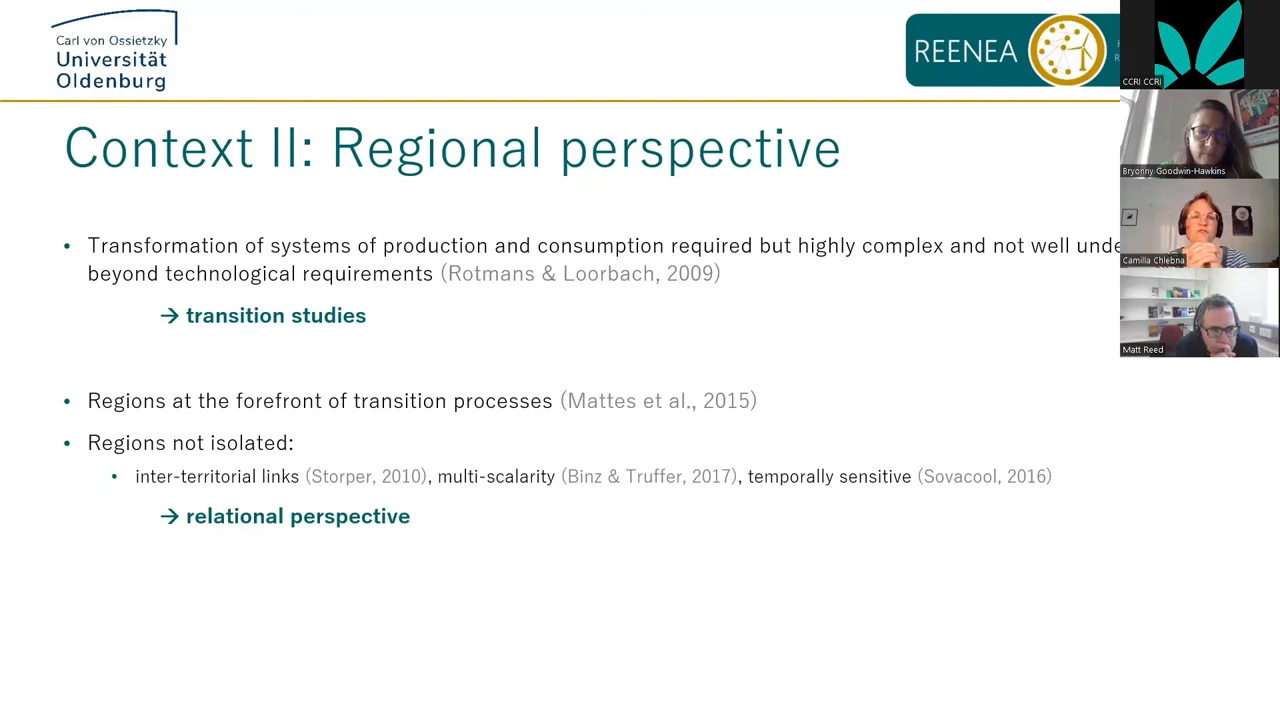 Carl von Ossietzky
Universität
Oldenburg
REENEA
CCRI CCRI
Bryonny Goodwin-Hawkins
Camilla Chlebna
Matt Reed
Context II: Regional perspective
• Transformation of systems of production and consumption required but highly complex and not well unde
beyond technological requirements (Rotmans & Loorbach, 2009)
→ transition studies
• Regions at the forefront of transition processes (Mattes et al., 2015)
• Regions not isolated:
• inter-territorial links (Storper, 2010), multi-scalarity (Binz & Truffer, 2017), temporally sensitive (Sovacool, 2016)
→ relational perspective